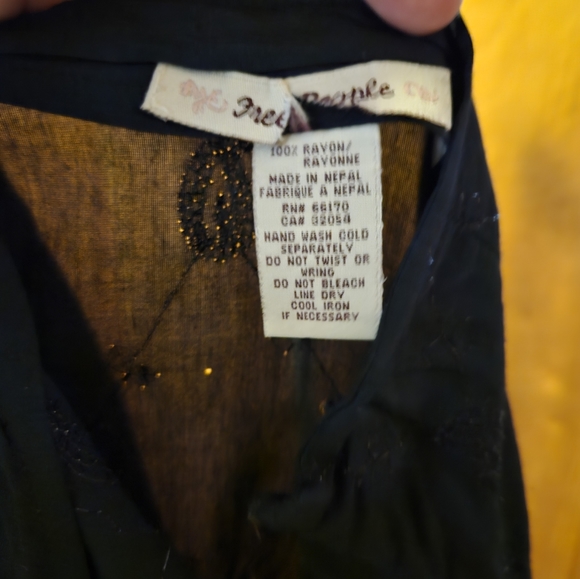 Free People
100% RAYON/
RAYONNE
MADE IN NEPAL
FABRIQUE À NEPAL
RN# 66170
CA# 32054
HAND WASH COLD
SEPARATELY
DO NOT TWIST OR
WRING
DO NOT BLEACH
LINE DRY
COOL IRON
IF NECESSARY